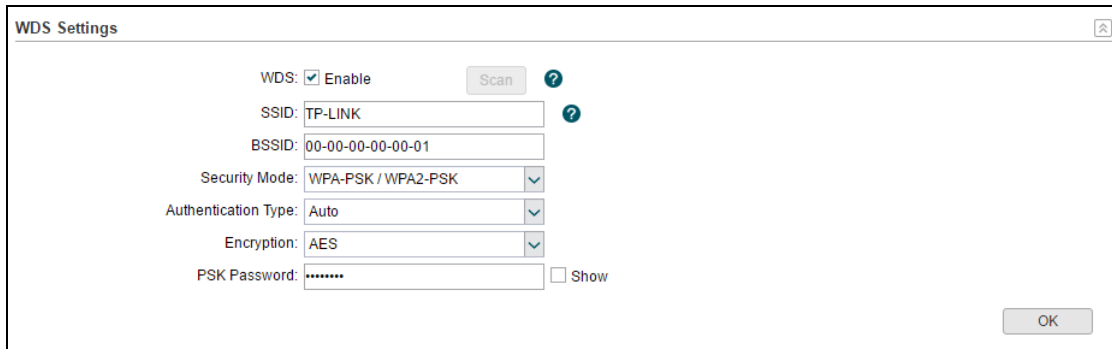 WDS Settings
WDS: Enable Scan ?
SSID: TP-LINK ?
BSSID: 00-00-00-00-00-01
Security Mode: WPA-PSK / WPA2-PSK
Authentication Type: Auto
Encryption: AES
PSK Password: •••••••• Show
OK